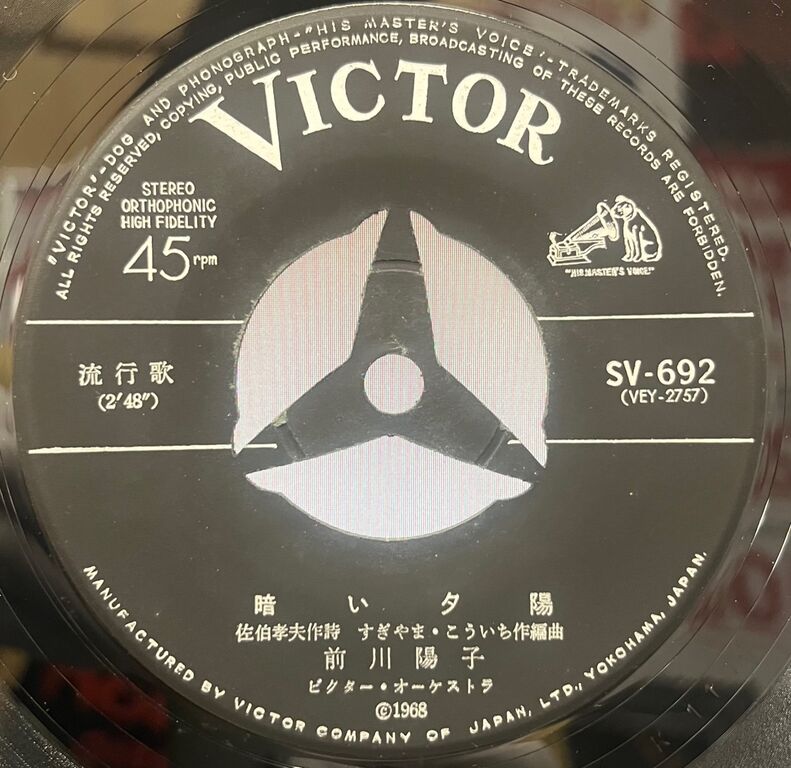 "VICTOR"-DOG AND PHONOGRAPH-"HIS MASTER'S VOICE"-TRADEMARKS REGISTERED.
ALL RIGHTS RESERVED, COPYING, PUBLIC PERFORMANCE, BROADCASTING OF THESE RECORDS ARE FORBIDDEN.
VICTOR
STEREO
ORTHOPHONIC
HIGH FIDELITY
45 rpm
"HIS MASTER'S VOICE"
流行歌
(2'48")
SV-692
(VEY-2757)
暗い夕陽
佐伯孝夫作詩 すぎやま・こういち作編曲
前川陽子
ビクター・オーケストラ
©1968
MANUFACTURED BY VICTOR COMPANY OF JAPAN, LTD., YOKOHAMA, JAPAN.